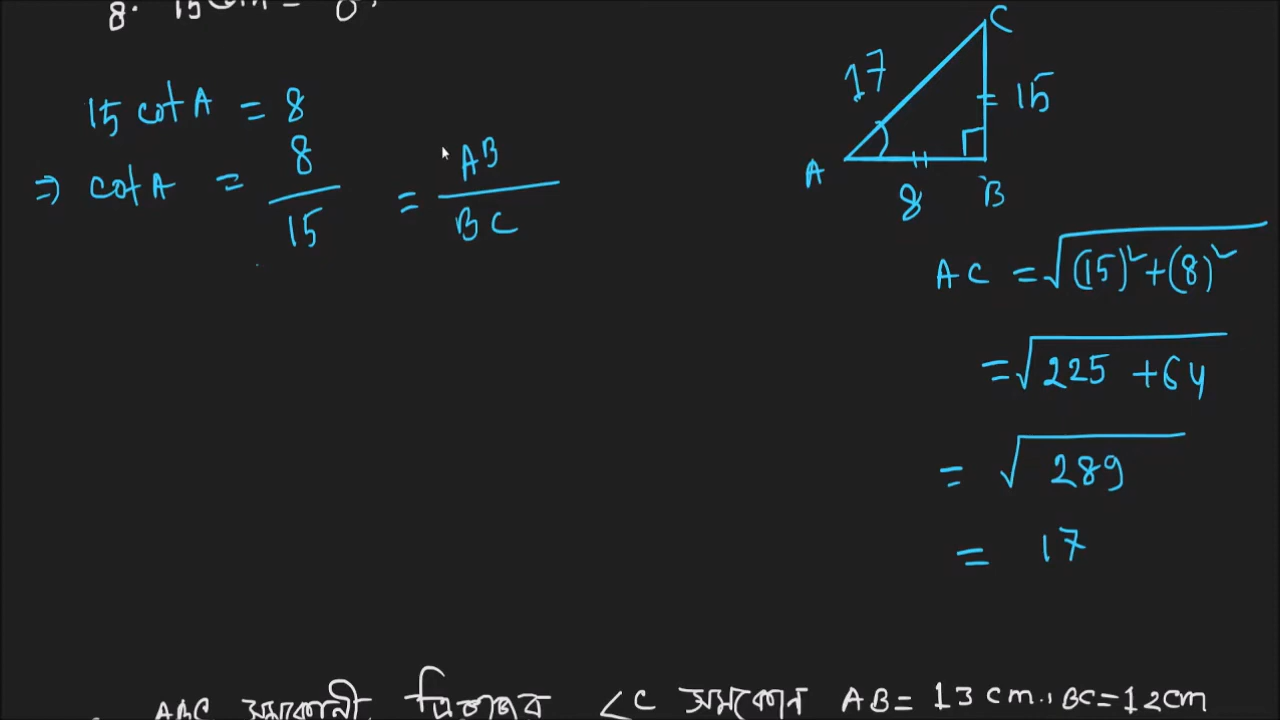 15 cot A = 8
⇒ cot A = 8/15 = AB/BC
C
17
15
A
8
B
AC = √(15)² + (8)²
= √225 + 64
= √289
= 17
ABC সমকোনী ∠C সমকোন AB = 13 cm, BC = 12 cm